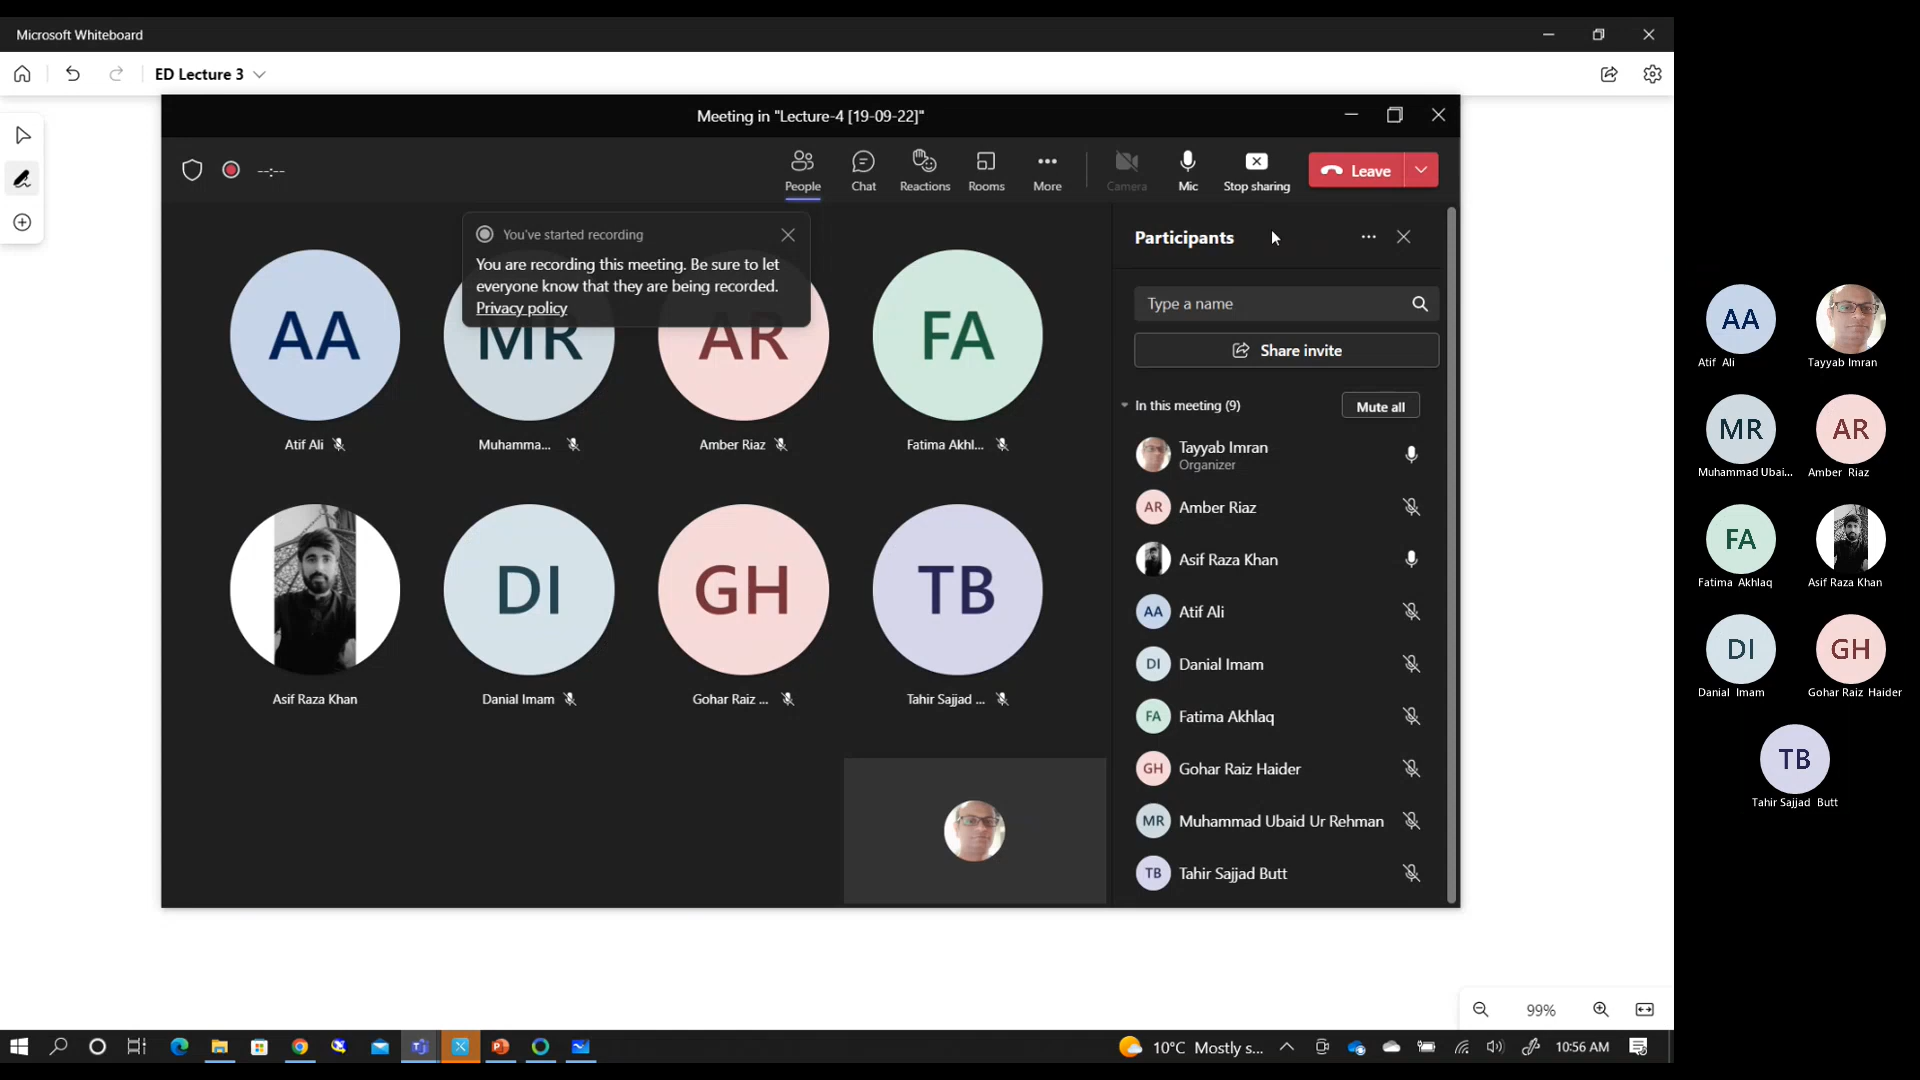 Microsoft Whiteboard
ED Lecture 3
Meeting in "Lecture-4 [19-09-22]"
--:--
People
Chat
Reactions
Rooms
More
Camera
Mic
Stop sharing
Leave
You've started recording
You are recording this meeting. Be sure to let
everyone know that they are being recorded.
Privacy policy
AA
MR
AR
FA
Atif Ali
Muhamma...
Amber Riaz
Fatima Akhl...
DI
GH
TB
Asif Raza Khan
Danial Imam
Gohar Raiz ...
Tahir Sajjad ...
Participants
Type a name
Share invite
In this meeting (9)
Mute all
Tayyab Imran
Organizer
AR
Amber Riaz
Asif Raza Khan
AA
Atif Ali
DI
Danial Imam
FA
Fatima Akhlaq
GH
Gohar Raiz Haider
MR
Muhammad Ubaid Ur Rehman
TB
Tahir Sajjad Butt
AA
Atif Ali
Tayyab Imran
MR
AR
Muhammad Ubai...
Amber Riaz
FA
Fatima Akhlaq
Asif Raza Khan
DI
GH
Danial Imam
Gohar Raiz Haider
TB
Tahir Sajjad Butt
99%
10°C Mostly s...
10:56 AM